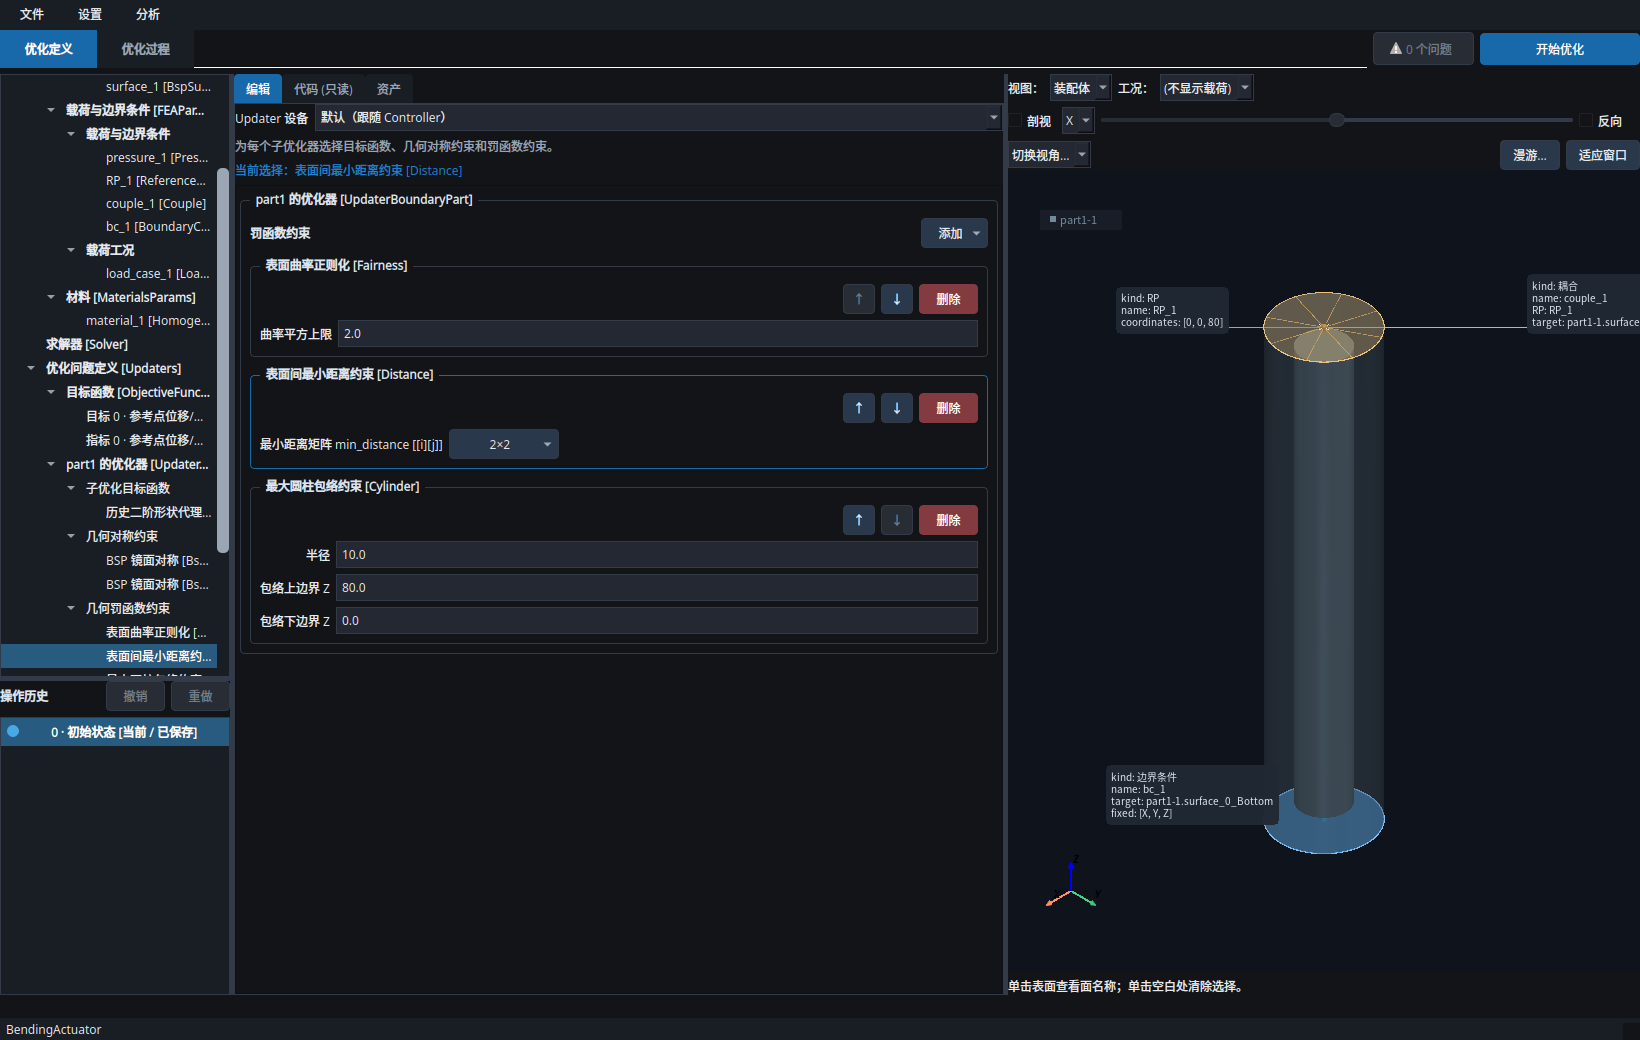 文件 设置 分析
优化定义 优化过程 0 个问题 开始优化
surface_1 [BspSu...
载荷与边界条件 [FEAPar...
载荷与边界条件
pressure_1 [Pres...
RP_1 [Reference...
couple_1 [Couple]
bc_1 [BoundaryC...
载荷工况
load_case_1 [Loa...
材料 [MaterialsParams]
material_1 [Homoge...
求解器 [Solver]
优化问题定义 [Updaters]
目标函数 [ObjectiveFunc...
目标 0 · 参考点位移/...
指标 0 · 参考点位移/...
part1 的优化器 [Updater...
子优化目标函数
历史二阶形状代理...
几何对称约束
BSP 镜面对称 [Bs...
BSP 镜面对称 [Bs...
几何罚函数约束
表面曲率正则化 [...
表面间最小距离约...
操作历史 撤销 重做
0 · 初始状态 [当前 / 已保存]
编辑 代码 (只读) 资产
Updater 设备 默认（跟随 Controller）
为每个子优化器选择目标函数、几何对称约束和罚函数约束。
当前选择：表面间最小距离约束 [Distance]
part1 的优化器 [UpdaterBoundaryPart]
罚函数约束 添加
表面曲率正则化 [Fairness]
↑ ↓ 删除
曲率平方上限 2.0
表面间最小距离约束 [Distance]
↑ ↓ 删除
最小距离矩阵 min_distance [[i][j]] 2×2
最大圆柱包络约束 [Cylinder]
↑ ↓ 删除
半径 10.0
包络上边界 Z 80.0
包络下边界 Z 0.0
视图： 装配体 工况： (不显示载荷)
剖视 X 反向
切换视角... 漫游... 适应窗口
part1-1
kind: RP
name: RP_1
coordinates: [0, 0, 80]
kind: 耦合
name: couple_1
RP: RP_1
target: part1-1.surface
kind: 边界条件
name: bc_1
target: part1-1.surface_0_Bottom
fixed: [X, Y, Z]
Z
Y
单击表面查看面名称；单击空白处清除选择。
BendingActuator